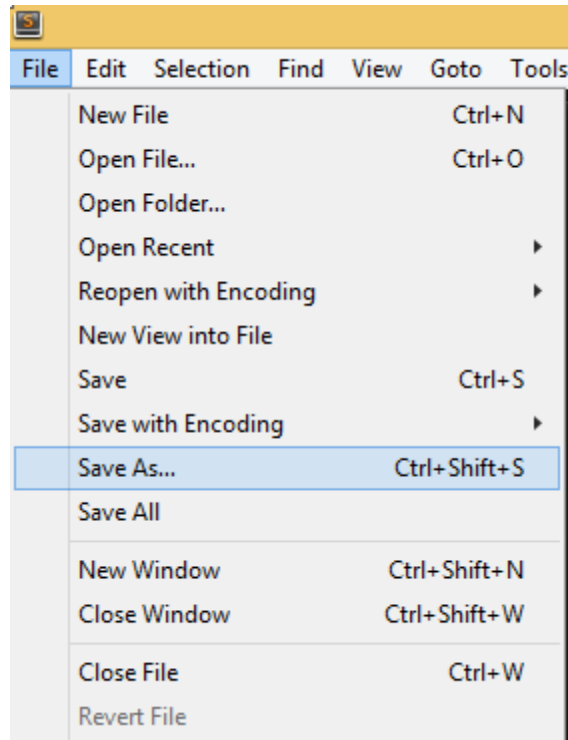 S
File Edit Selection Find View Goto Tools
New File Ctrl+N
Open File... Ctrl+O
Open Folder...
Open Recent
Reopen with Encoding
New View into File
Save Ctrl+S
Save with Encoding
Save As... Ctrl+Shift+S
Save All
New Window Ctrl+Shift+N
Close Window Ctrl+Shift+W
Close File Ctrl+W
Revert File